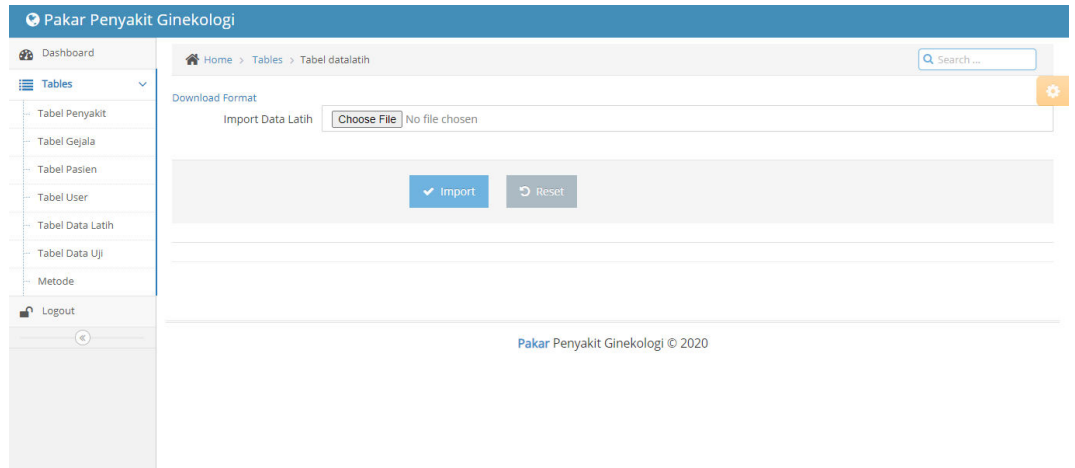 Pakar Penyakit Ginekologi
Dashboard
Tables
Tabel Penyakit
Tabel Gejala
Tabel Pasien
Tabel User
Tabel Data Latih
Tabel Data Uji
Metode
Logout
Home > Tables > Tabel datalatih
Search ...
Download Format
Import Data Latih Choose File No file chosen
Import Reset
Pakar Penyakit Ginekologi © 2020